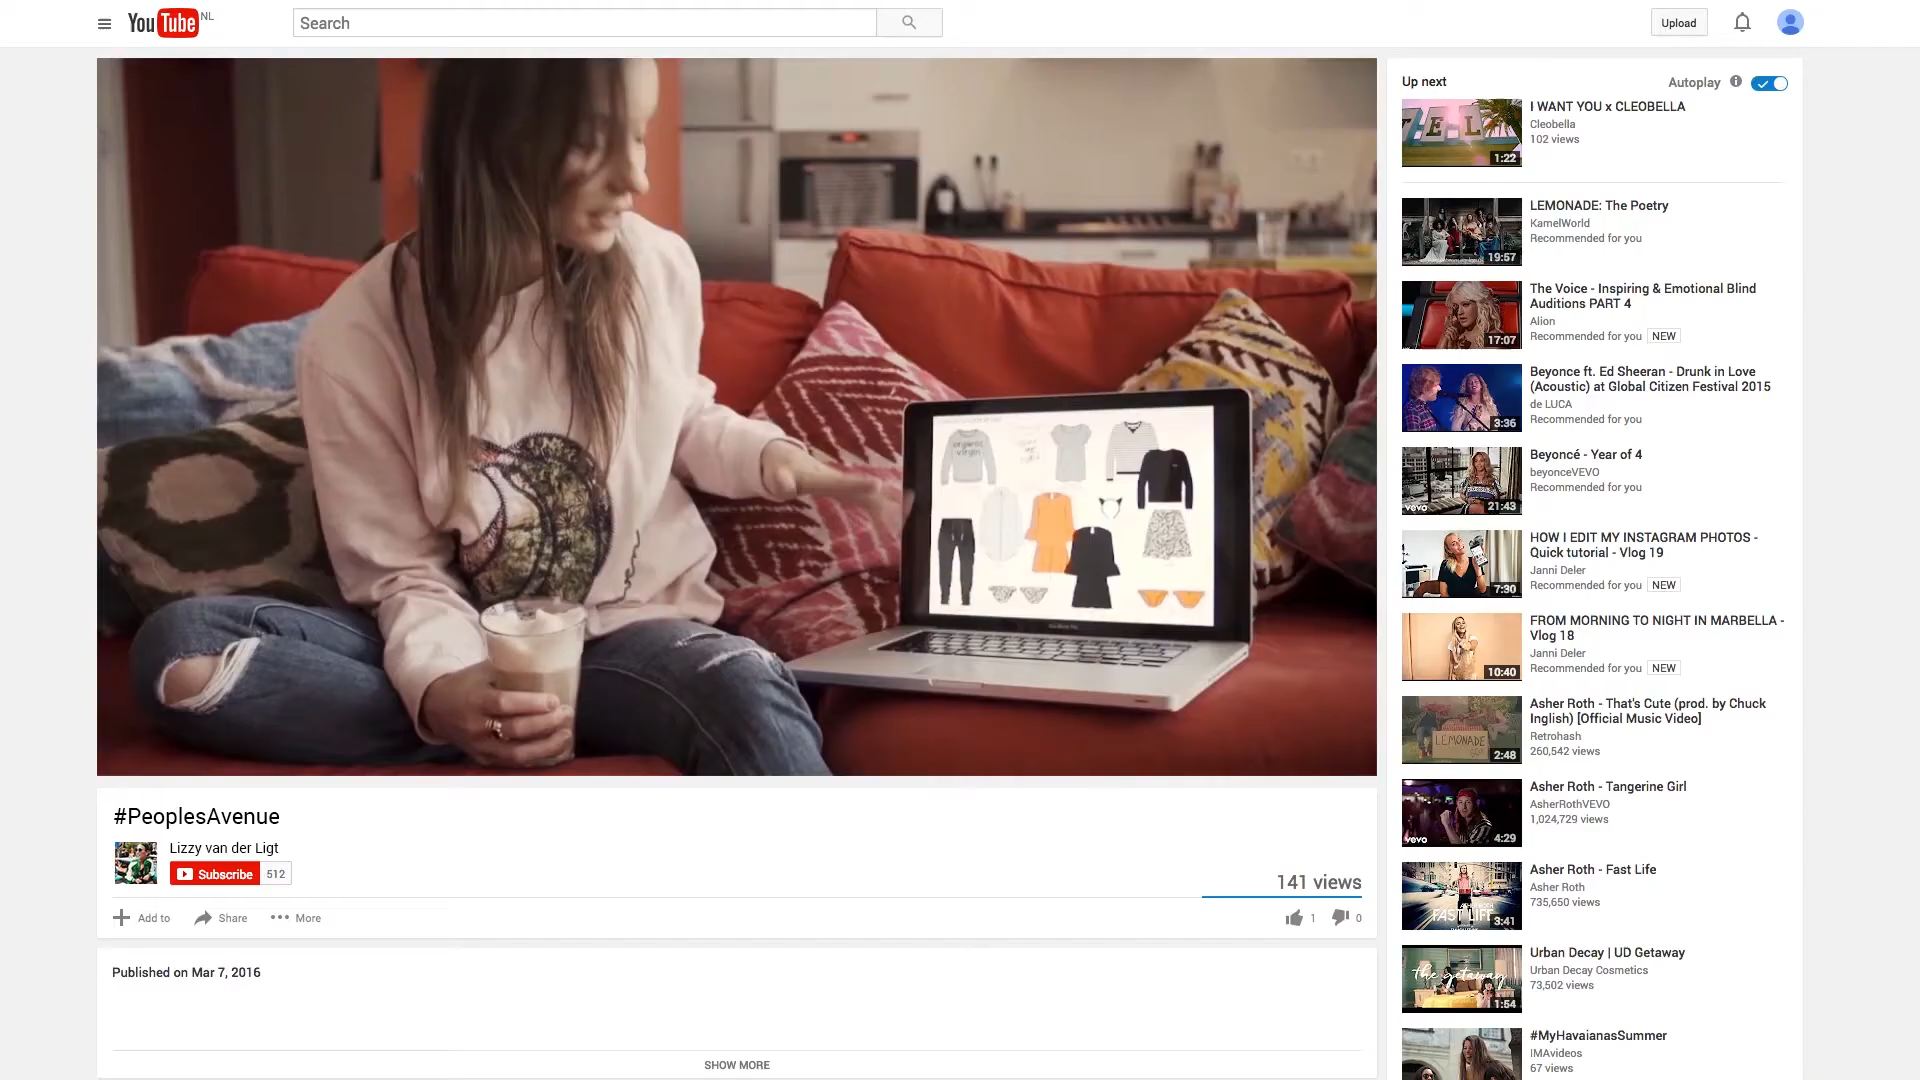 YouTube NL
Search
Upload
Up next
Autoplay
I WANT YOU x CLEOBELLA
Cleobella
102 views
1:22
LEMONADE: The Poetry
KamelWorld
Recommended for you
19:57
The Voice - Inspiring & Emotional Blind
Auditions PART 4
Alion
Recommended for you NEW
17:07
Beyonce ft. Ed Sheeran - Drunk in Love
(Acoustic) at Global Citizen Festival 2015
de LUCA
Recommended for you
3:36
Beyoncé - Year of 4
beyonceVEVO
Recommended for you
vevo 21:43
HOW I EDIT MY INSTAGRAM PHOTOS -
Quick tutorial - Vlog 19
Janni Deler
Recommended for you NEW
7:30
FROM MORNING TO NIGHT IN MARBELLA -
Vlog 18
Janni Deler
Recommended for you NEW
10:40
Asher Roth - That's Cute (prod. by Chuck
Inglish) [Official Music Video]
Retrohash
260,542 views
LEMONADE
2:48
Asher Roth - Tangerine Girl
AsherRothVEVO
1,024,729 views
vevo 4:29
Asher Roth - Fast Life
Asher Roth
735,650 views
FAST LIFE
3:41
Urban Decay | UD Getaway
Urban Decay Cosmetics
73,502 views
the getaway
1:54
#MyHavaianasSummer
IMAvideos
67 views
#PeoplesAvenue
Lizzy van der Ligt
Subscribe 512
141 views
Add to Share More
1 0
Published on Mar 7, 2016
SHOW MORE